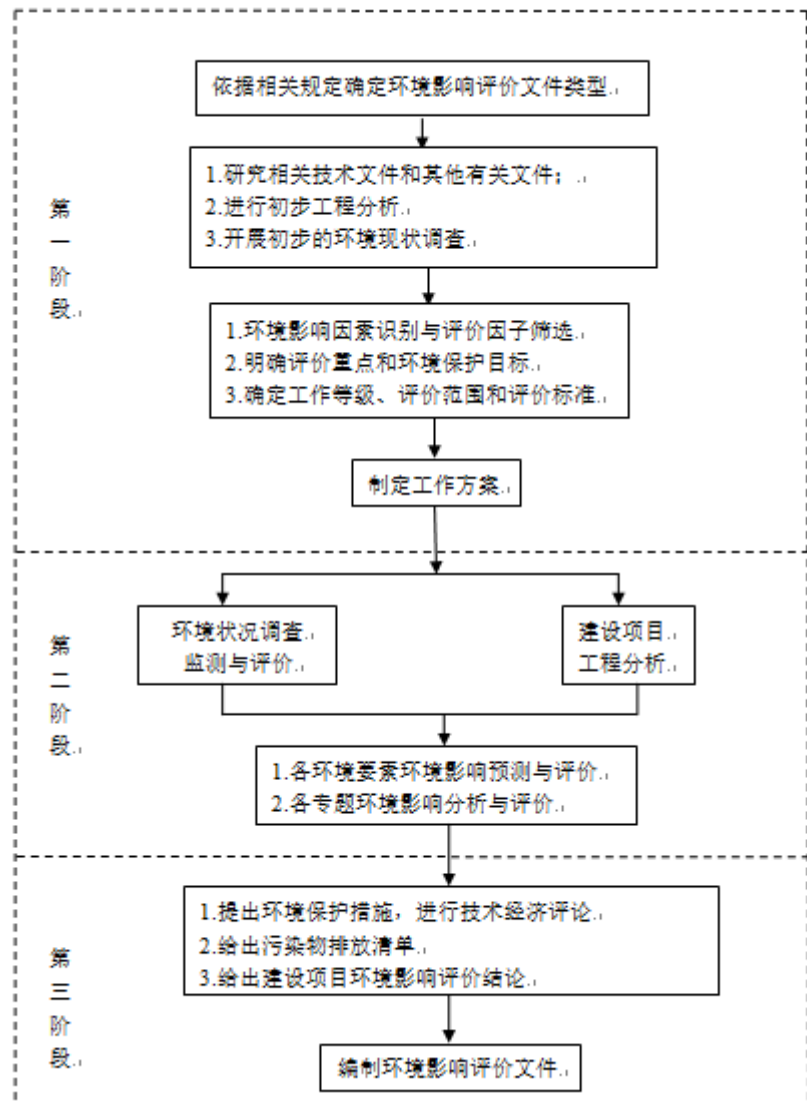 依据相关规定确定环境影响评价文件类型
1.研究相关技术文件和其他有关文件；
2.进行初步工程分析
3.开展初步的环境现状调查
第
一
阶
段
1.环境影响因素识别与评价因子筛选
2.明确评价重点和环境保护目标
3.确定工作等级、评价范围和评价标准
制定工作方案
环境状况调查
监测与评价
建设项目
工程分析
第
二
阶
段
1.各环境要素环境影响预测与评价
2.各专题环境影响分析与评价
1.提出环境保护措施，进行技术经济评论
2.给出污染物排放清单
3.给出建设项目环境影响评价结论
第
三
阶
段
编制环境影响评价文件